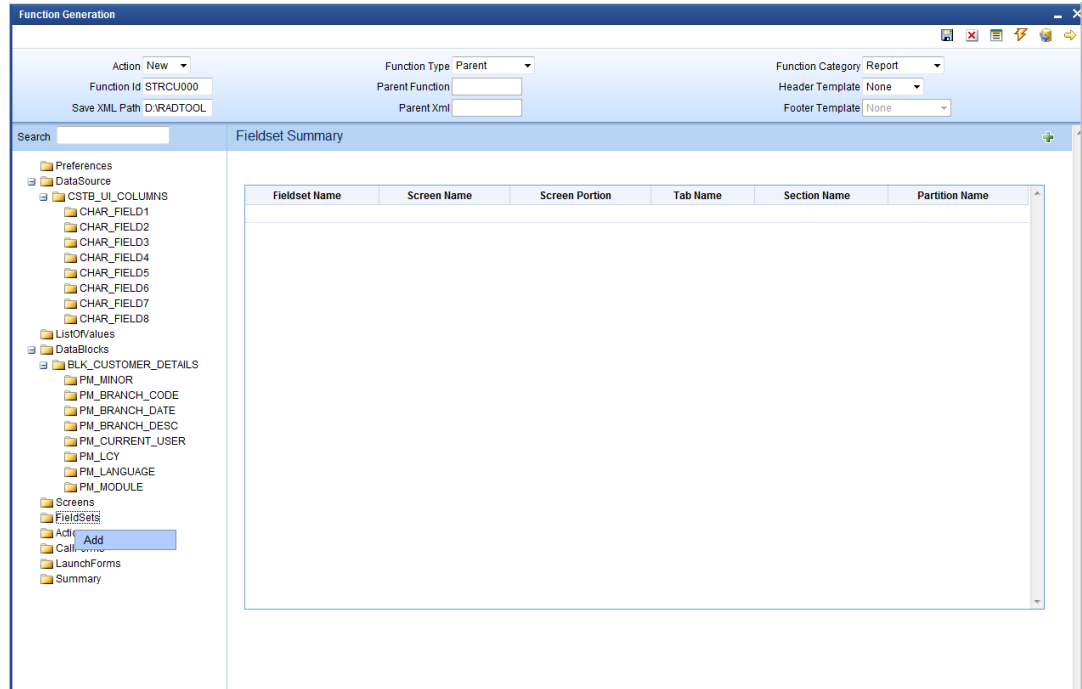 Function Generation
Action New Function Type Parent Function Category Report
Function Id STRCU000 Parent Function Header Template None
Save XML Path D:\RADTOOL Parent Xml Footer Template None
Search Fieldset Summary
Preferences
DataSource
CSTB_UI_COLUMNS
CHAR_FIELD1
CHAR_FIELD2
CHAR_FIELD3
CHAR_FIELD4
CHAR_FIELD5
CHAR_FIELD6
CHAR_FIELD7
CHAR_FIELD8
ListOfValues
DataBlocks
BLK_CUSTOMER_DETAILS
PM_MINOR
PM_BRANCH_CODE
PM_BRANCH_DATE
PM_BRANCH_DESC
PM_CURRENT_USER
PM_LCY
PM_LANGUAGE
PM_MODULE
Screens
FieldSets
Add
LaunchForms
Summary
Fieldset Name Screen Name Screen Portion Tab Name Section Name Partition Name